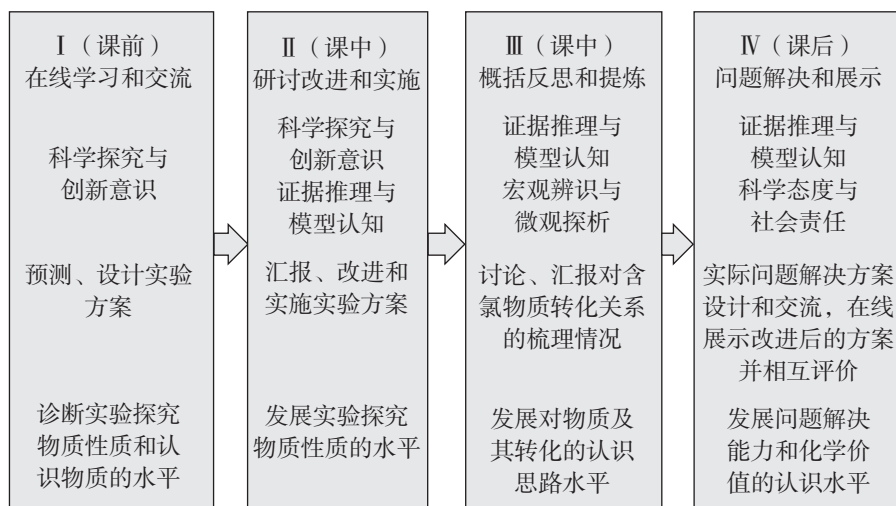 Ⅰ（课前）
在线学习和交流
科学探究与
创新意识
预测、设计实验
方案
诊断实验探究
物质性质和认
识物质的水平
Ⅱ（课中）
研讨改进和实施
科学探究与
创新意识
证据推理与
模型认知
汇报、改进和
实施实验方案
发展实验探究
物质性质的水平
Ⅲ（课中）
概括反思和提炼
证据推理与
模型认知
宏观辨识与
微观探析
讨论、汇报对含
氯物质转化关系
的梳理情况
发展对物质及
其转化的认识
思路水平
Ⅳ（课后）
问题解决和展示
证据推理与
模型认知
科学态度与
社会责任
实际问题解决方案
设计和交流，在线
展示改进后的方案
并相互评价
发展问题解决
能力和化学价
值的认识水平